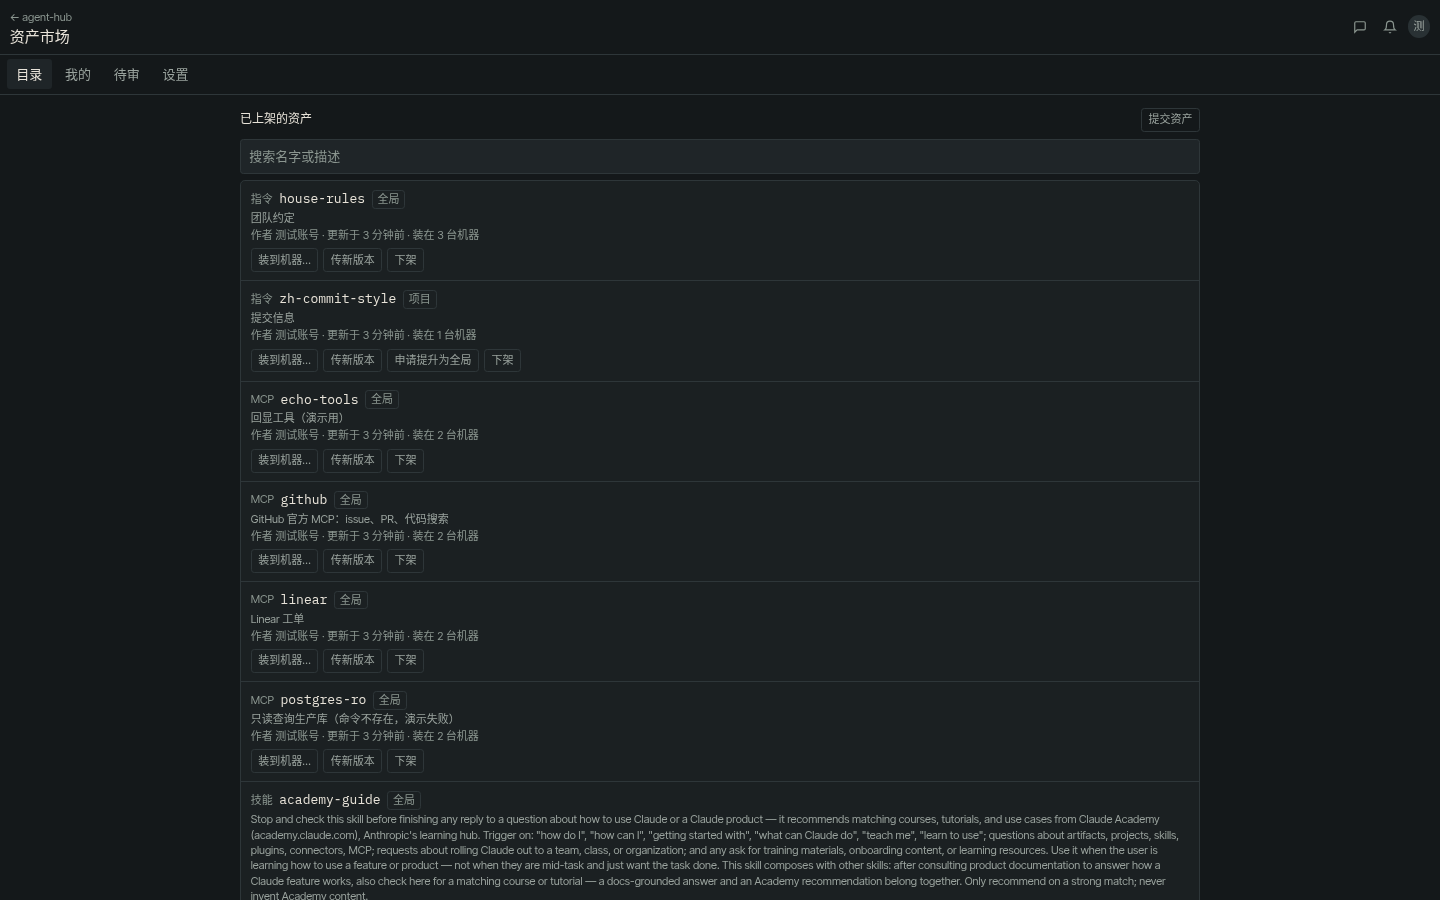 ← agent-hub
资产市场
测
目录 我的 待审 设置
已上架的资产 提交资产
搜索名字或描述
指令 house-rules 全局
团队约定
作者 测试账号 · 更新于 3 分钟前 · 装在 3 台机器
装到机器... 传新版本 下架
指令 zh-commit-style 项目
提交信息
作者 测试账号 · 更新于 3 分钟前 · 装在 1 台机器
装到机器... 传新版本 申请提升为全局 下架
MCP echo-tools 全局
回显工具（演示用）
作者 测试账号 · 更新于 3 分钟前 · 装在 2 台机器
装到机器... 传新版本 下架
MCP github 全局
GitHub 官方 MCP：issue、PR、代码搜索
作者 测试账号 · 更新于 3 分钟前 · 装在 2 台机器
装到机器... 传新版本 下架
MCP linear 全局
Linear 工单
作者 测试账号 · 更新于 3 分钟前 · 装在 2 台机器
装到机器... 传新版本 下架
MCP postgres-ro 全局
只读查询生产库（命令不存在，演示失败）
作者 测试账号 · 更新于 3 分钟前 · 装在 2 台机器
装到机器... 传新版本 下架
技能 academy-guide 全局
Stop and check this skill before finishing any reply to a question about how to use Claude or a Claude product — it recommends matching courses, tutorials, and use cases from Claude Academy
(academy.claude.com), Anthropic's learning hub. Trigger on: "how do I", "how can I", "getting started with", "what can Claude do", "teach me", "learn to use"; questions about artifacts, projects, skills,
plugins, connectors, MCP; requests about rolling Claude out to a team, class, or organization; and any ask for training materials, onboarding content, or learning resources. Use it when the user is
learning how to use a feature or product — not when they are mid-task and just want the task done. This skill composes with other skills: after consulting product documentation to answer how a
Claude feature works, also check here for a matching course or tutorial — a docs-grounded answer and an Academy recommendation belong together. Only recommend on a strong match; never
invent Academy content.